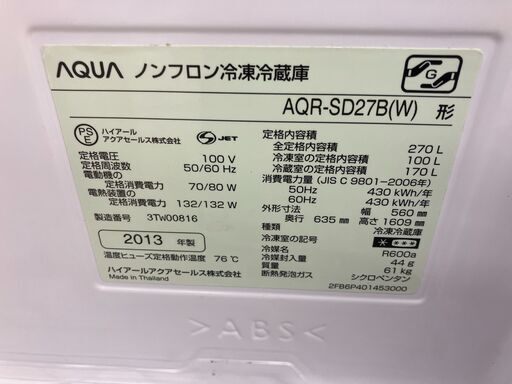 AQUA ノンフロン冷凍冷蔵庫
G
AQR-SD27B(W) 形
PS E
ハイアール
アクアセールス株式会社
S JET
定格電圧 100 V
定格周波数 50/60 Hz
電動機の
定格消費電力 70/80 W
電熱装置の
定格消費電力 132/132 W
製造番号 3TW00816
2013 年製
温度ヒューズ定格動作温度 76℃
ハイアールアクアセールス株式会社
Made in Thailand
定格内容積
全定格内容積 270 L
冷凍室の定格内容積 100 L
冷蔵室の定格内容積 170 L
消費電力量 (JIS C 9801-2006年)
50Hz 430 kWh/年
60Hz 430 kWh/年
外形寸法 幅 560 mm
奥行 635 mm 高さ 1609 mm
種類 冷凍冷蔵庫
冷凍室の記号
冷媒名 R600a
冷媒封入量 44 g
質量 61 kg
断熱発泡ガス シクロペンタン
2FB6P401453000
>ABS<